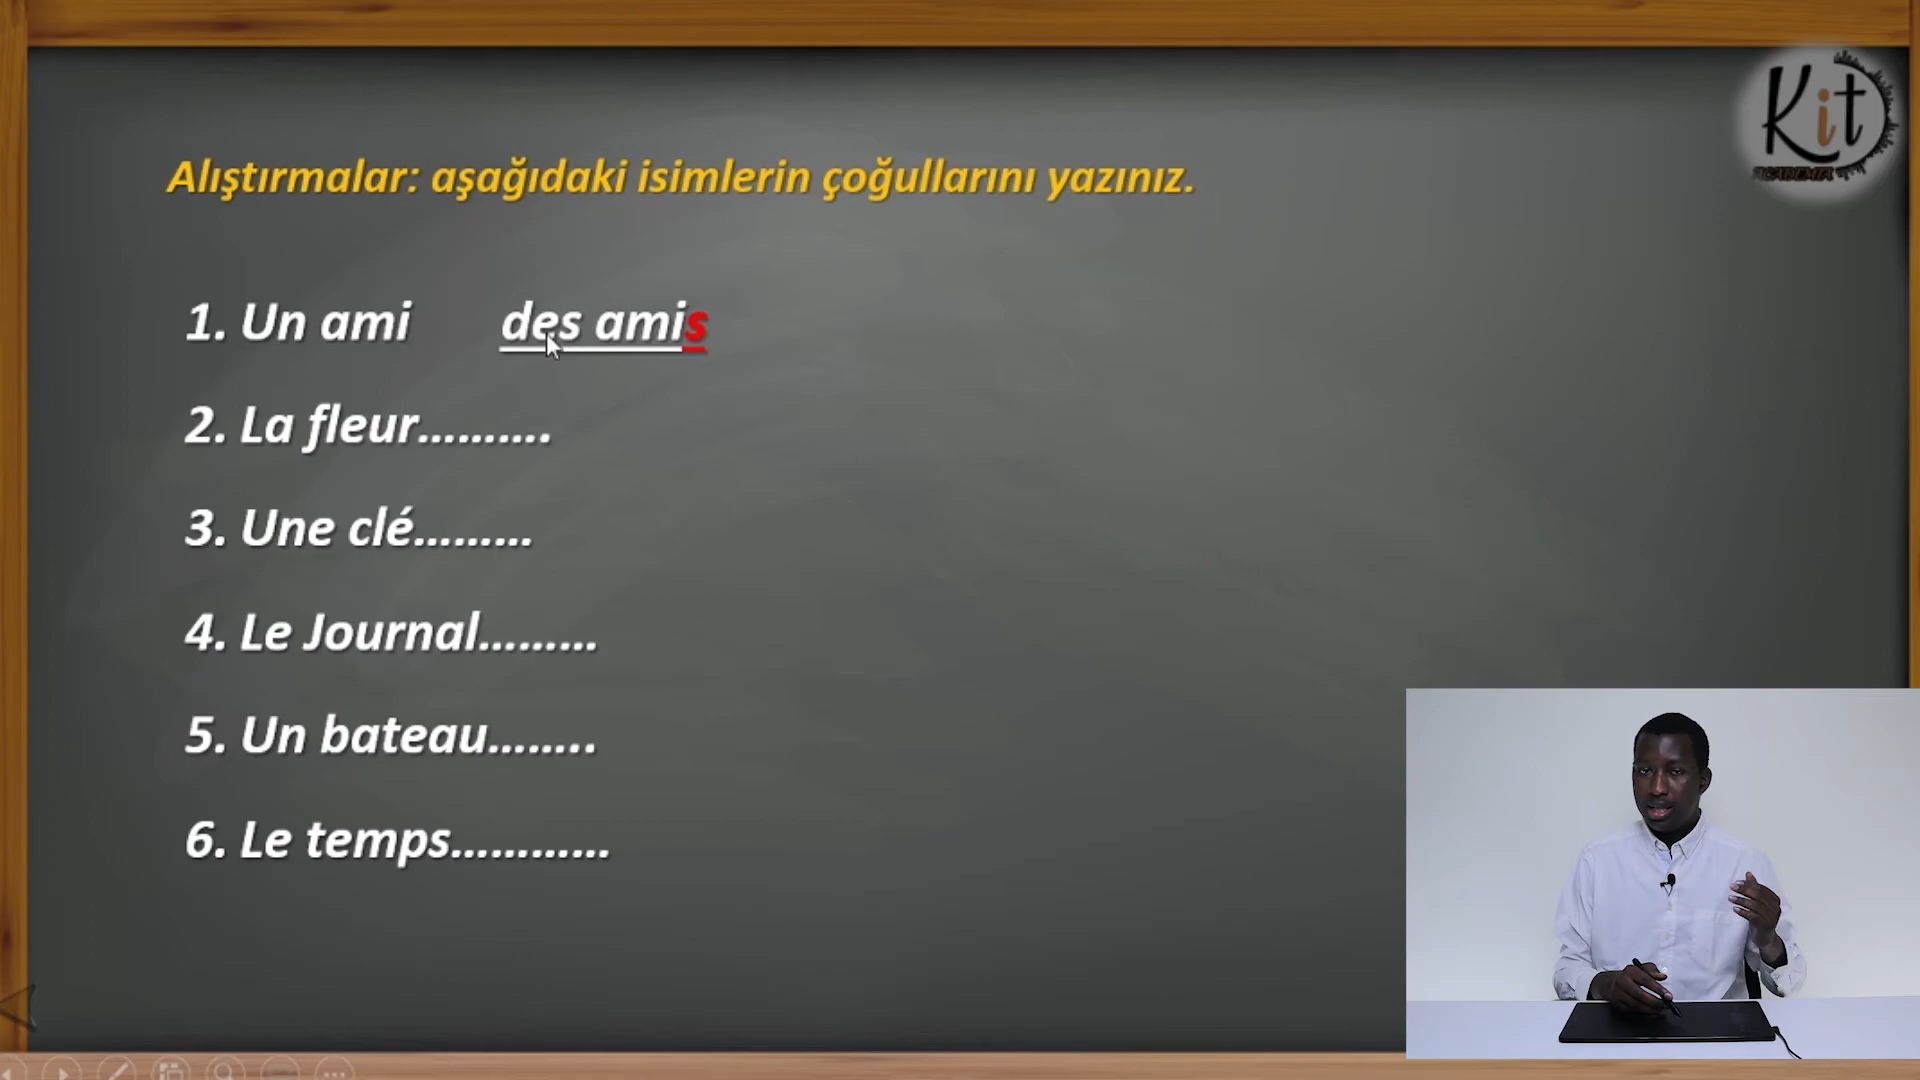 Kit
ACADEMIA
Alıştırmalar: aşağıdaki isimlerin çoğullarını yazınız.
1. Un ami des amis
2. La fleur……….
3. Une clé………
4. Le Journal………
5. Un bateau……..
6. Le temps…………